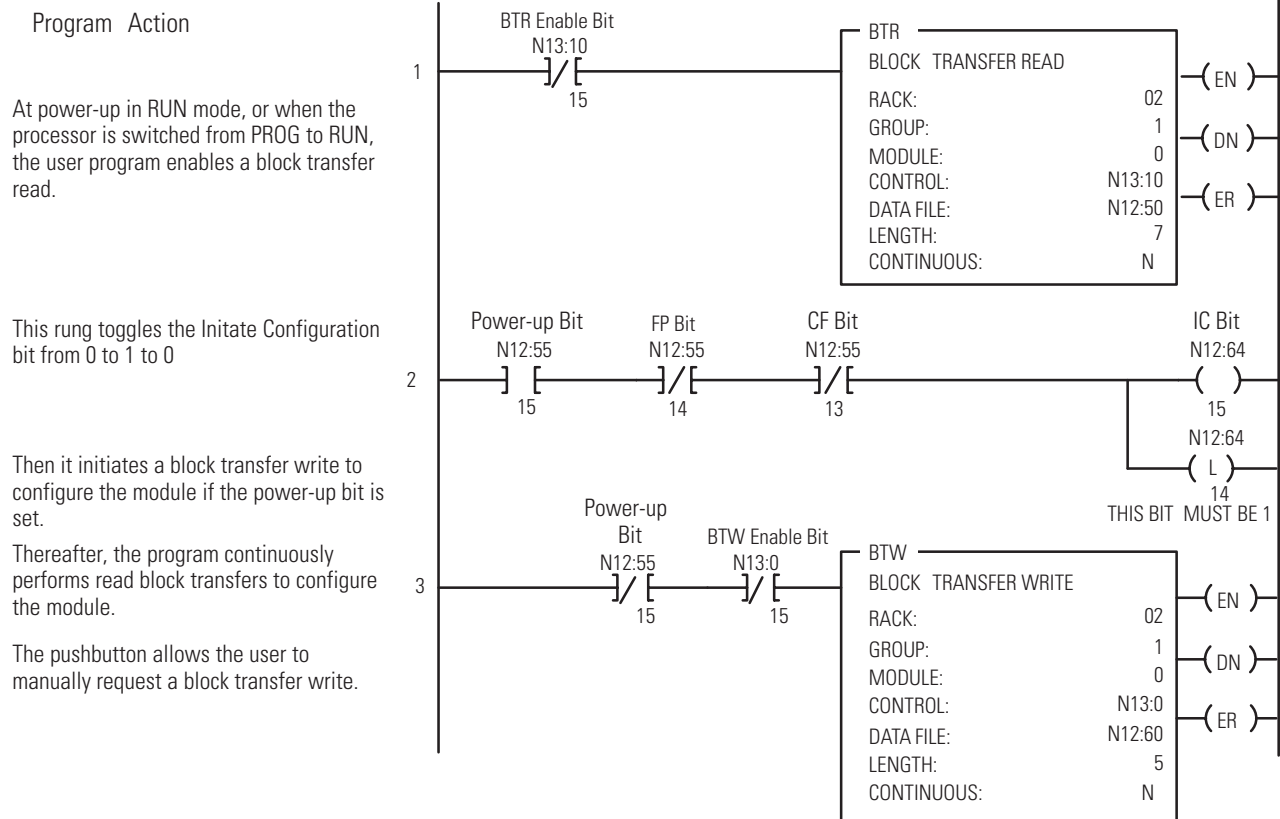 Program Action
At power-up in RUN mode, or when the
processor is switched from PROG to RUN,
the user program enables a block transfer
read.
This rung toggles the Initate Configuration
bit from 0 to 1 to 0
Then it initiates a block transfer write to
configure the module if the power-up bit is
set.
Thereafter, the program continuously
performs read block transfers to configure
the module.
The pushbutton allows the user to
manually request a block transfer write.
1
BTR Enable Bit
N13:10
15
BTR
BLOCK TRANSFER READ
RACK: 02
GROUP: 1
MODULE: 0
CONTROL: N13:10
DATA FILE: N12:50
LENGTH: 7
CONTINUOUS: N
EN
DN
ER
2
Power-up Bit
N12:55
15
FP Bit
N12:55
14
CF Bit
N12:55
13
IC Bit
N12:64
15
N12:64
L
14
THIS BIT MUST BE 1
3
Power-up
Bit
N12:55
15
BTW Enable Bit
N13:0
15
BTW
BLOCK TRANSFER WRITE
RACK: 02
GROUP: 1
MODULE: 0
CONTROL: N13:0
DATA FILE: N12:60
LENGTH: 5
CONTINUOUS: N
EN
DN
ER